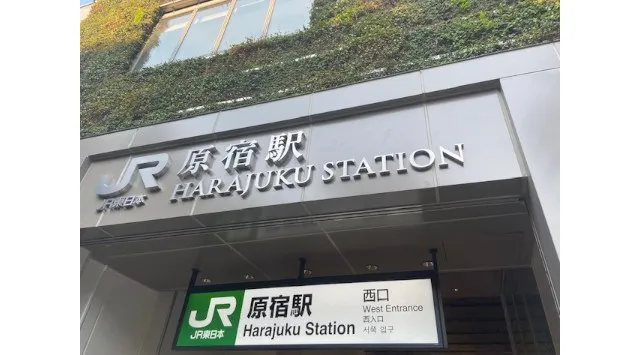 JR 原宿駅
JR東日本 HARAJUKU STATION
JR 原宿駅 西口
JR東日本 Harajuku Station West Entrance
西入口
서쪽 입구